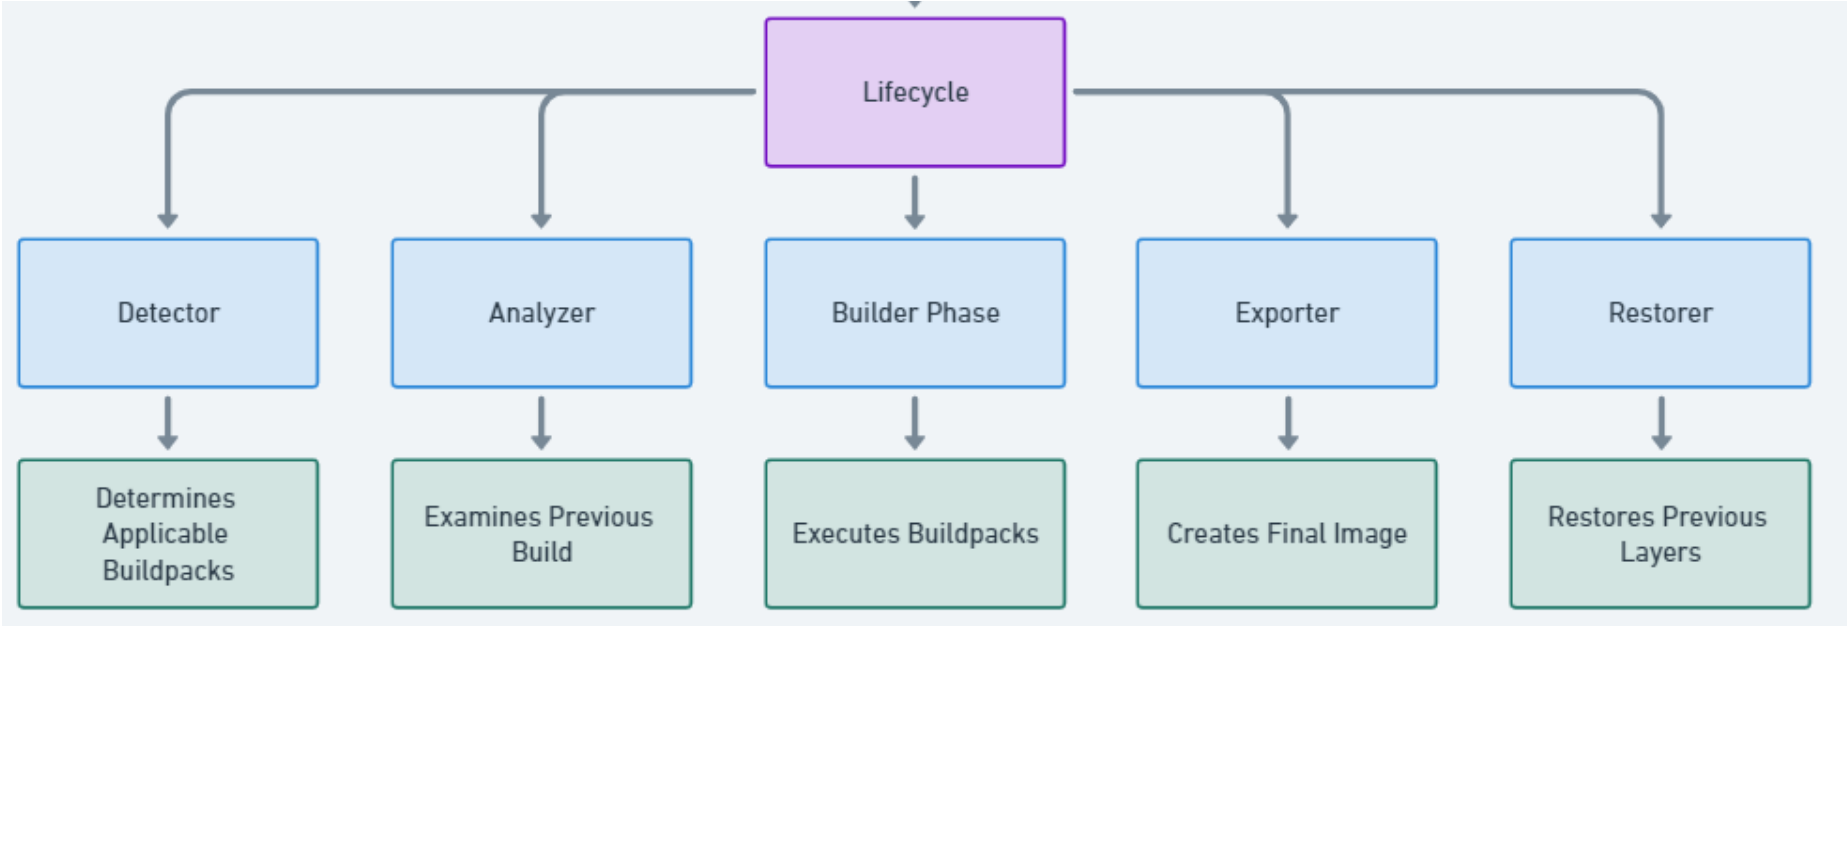 Lifecycle
Detector
Analyzer
Builder Phase
Exporter
Restorer
Determines
Applicable
Buildpacks
Examines Previous
Build
Executes Buildpacks
Creates Final Image
Restores Previous
Layers